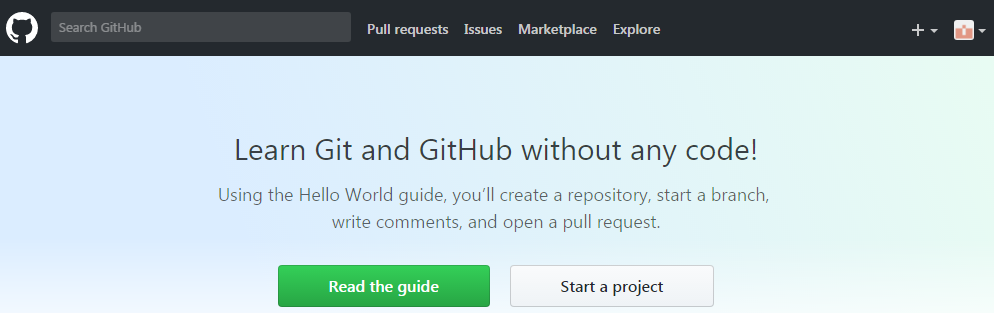 Search GitHub Pull requests Issues Marketplace Explore
Learn Git and GitHub without any code!
Using the Hello World guide, you’ll create a repository, start a branch,
write comments, and open a pull request.
Read the guide Start a project